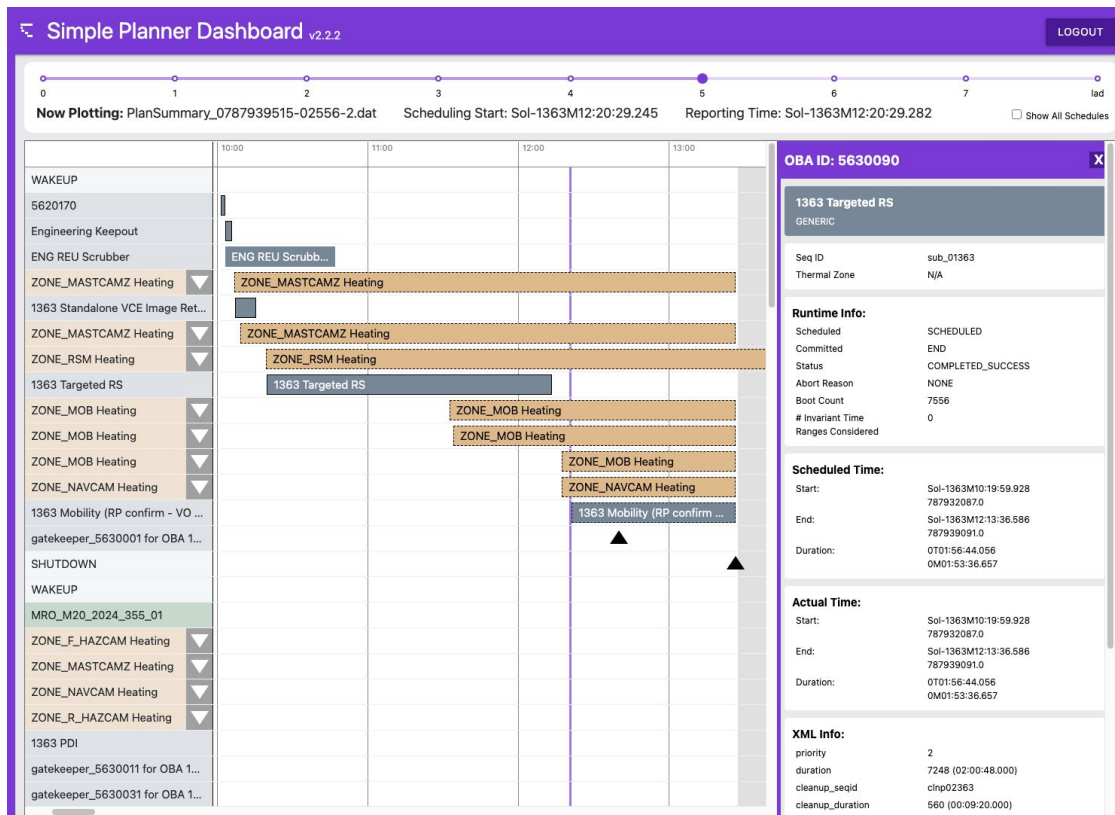 Simple Planner Dashboard v2.2.2
LOGOUT
0 1 2 3 4 5 6 7 lad
Now Plotting: PlanSummary_0787939515-02556-2.dat Scheduling Start: Sol-1363M12:20:29.245 Reporting Time: Sol-1363M12:20:29.282 Show All Schedules
10:00 11:00 12:00 13:00
WAKEUP
5620170
Engineering Keepout
ENG REU Scrubber ENG REU Scrubb...
ZONE_MASTCAMZ Heating ZONE_MASTCAMZ Heating
1363 Standalone VCE Image Ret...
ZONE_MASTCAMZ Heating ZONE_MASTCAMZ Heating
ZONE_RSM Heating ZONE_RSM Heating
1363 Targeted RS 1363 Targeted RS
ZONE_MOB Heating ZONE_MOB Heating
ZONE_MOB Heating ZONE_MOB Heating
ZONE_MOB Heating ZONE_MOB Heating
ZONE_NAVCAM Heating ZONE_NAVCAM Heating
1363 Mobility (RP confirm - VO ... 1363 Mobility (RP confirm ...
gatekeeper_5630001 for OBA 1...
SHUTDOWN
WAKEUP
MRO_M20_2024_355_01
ZONE_F_HAZCAM Heating
ZONE_MASTCAMZ Heating
ZONE_NAVCAM Heating
ZONE_R_HAZCAM Heating
1363 PDI
gatekeeper_5630011 for OBA 1...
gatekeeper_5630031 for OBA 1...
OBA ID: 5630090 X
1363 Targeted RS
GENERIC
Seq ID sub_01363
Thermal Zone N/A
Runtime Info:
Scheduled SCHEDULED
Committed END
Status COMPLETED_SUCCESS
Abort Reason NONE
Boot Count 7556
# Invariant Time 0
Ranges Considered
Scheduled Time:
Start: Sol-1363M10:19:59.928
787932087.0
End: Sol-1363M12:13:36.586
787939091.0
Duration: 0T01:56:44.056
0M01:53:36.657
Actual Time:
Start: Sol-1363M10:19:59.928
787932087.0
End: Sol-1363M12:13:36.586
787939091.0
Duration: 0T01:56:44.056
0M01:53:36.657
XML Info:
priority 2
duration 7248 (02:00:48.000)
cleanup_seqid clnp02363
cleanup_duration 560 (00:09:20.000)